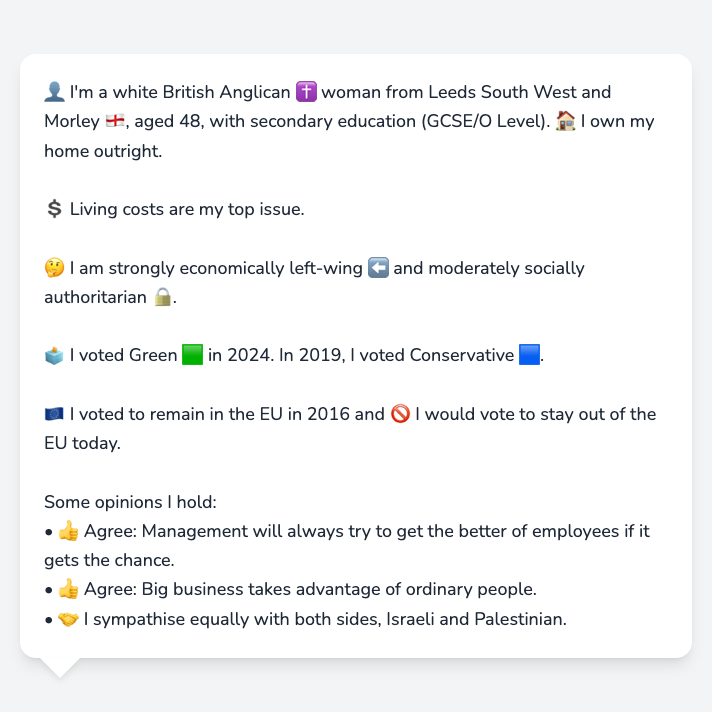 👤 I'm a white British Anglican ✝️ woman from Leeds South West and
Morley 🏴󠁧󠁢󠁥󠁮󠁧󠁿, aged 48, with secondary education (GCSE/O Level). 🏠 I own my
home outright.
💲 Living costs are my top issue.
🤔 I am strongly economically left-wing ⬅️ and moderately socially
authoritarian 🔒.
🗳️ I voted Green 🟩 in 2024. In 2019, I voted Conservative 🟦.
🇪🇺 I voted to remain in the EU in 2016 and 🚫 I would vote to stay out of the
EU today.
Some opinions I hold:
• 👍 Agree: Management will always try to get the better of employees if it
gets the chance.
• 👍 Agree: Big business takes advantage of ordinary people.
• 🤝 I sympathise equally with both sides, Israeli and Palestinian.